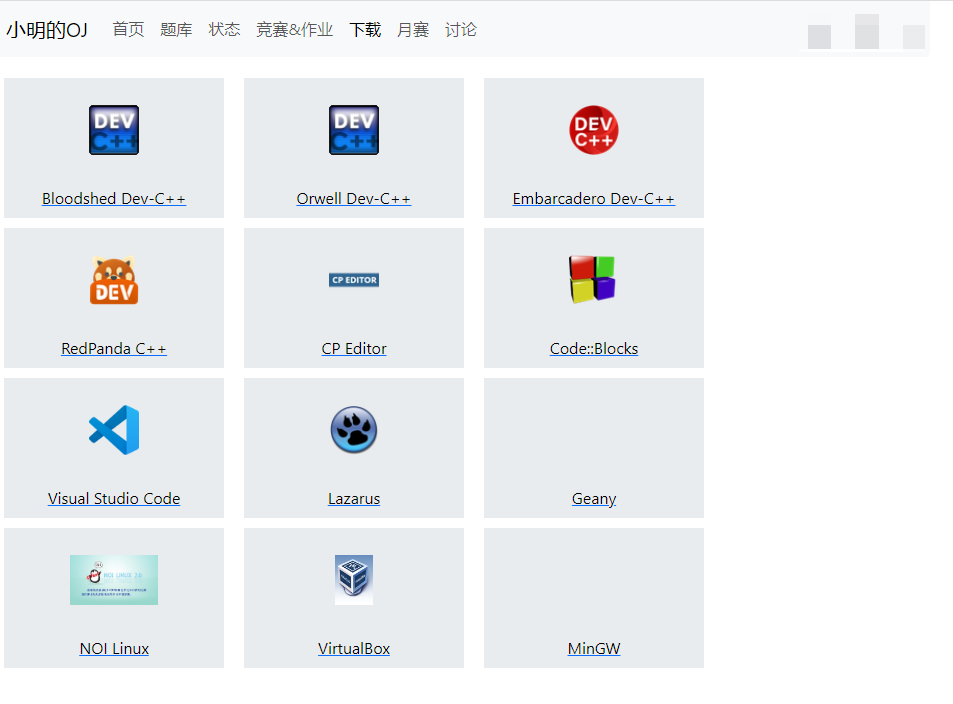 小明的OJ 首页 题库 状态 竞赛&作业 下载 月赛 讨论
DEV C++
DEV C++
DEV C++
Bloodshed Dev-C++
Orwell Dev-C++
Embarcadero Dev-C++
DEV
CP EDITOR
RedPanda C++
CP Editor
Code::Blocks
Visual Studio Code
Lazarus
Geany
NOI LINUX 2.0
NOI Linux
VirtualBox
MinGW